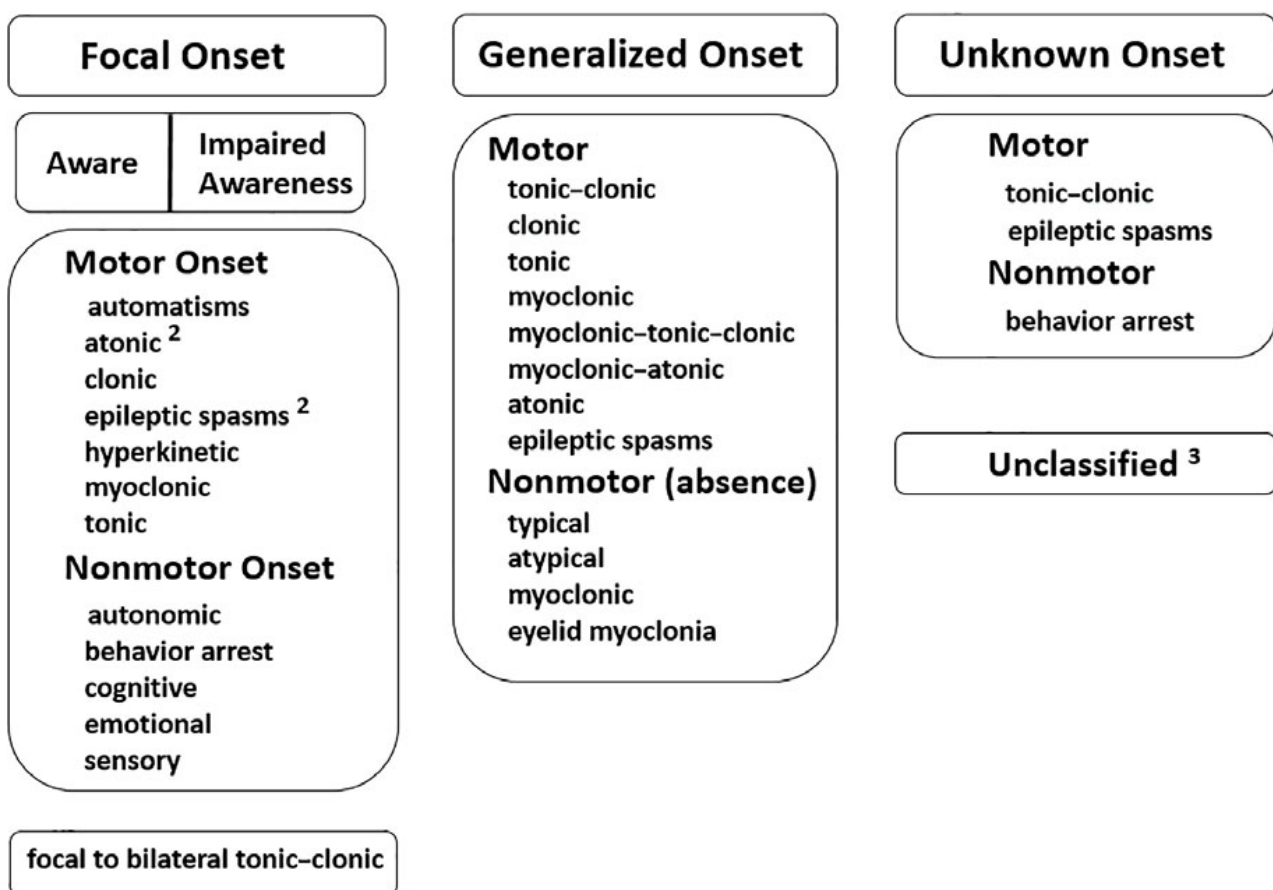 Focal Onset
Aware
Impaired
Awareness
Motor Onset
automatisms
atonic 2
clonic
epileptic spasms 2
hyperkinetic
myoclonic
tonic
Nonmotor Onset
autonomic
behavior arrest
cognitive
emotional
sensory
focal to bilateral tonic–clonic
Generalized Onset
Motor
tonic–clonic
clonic
tonic
myoclonic
myoclonic–tonic–clonic
myoclonic–atonic
atonic
epileptic spasms
Nonmotor (absence)
typical
atypical
myoclonic
eyelid myoclonia
Unknown Onset
Motor
tonic–clonic
epileptic spasms
Nonmotor
behavior arrest
Unclassified 3